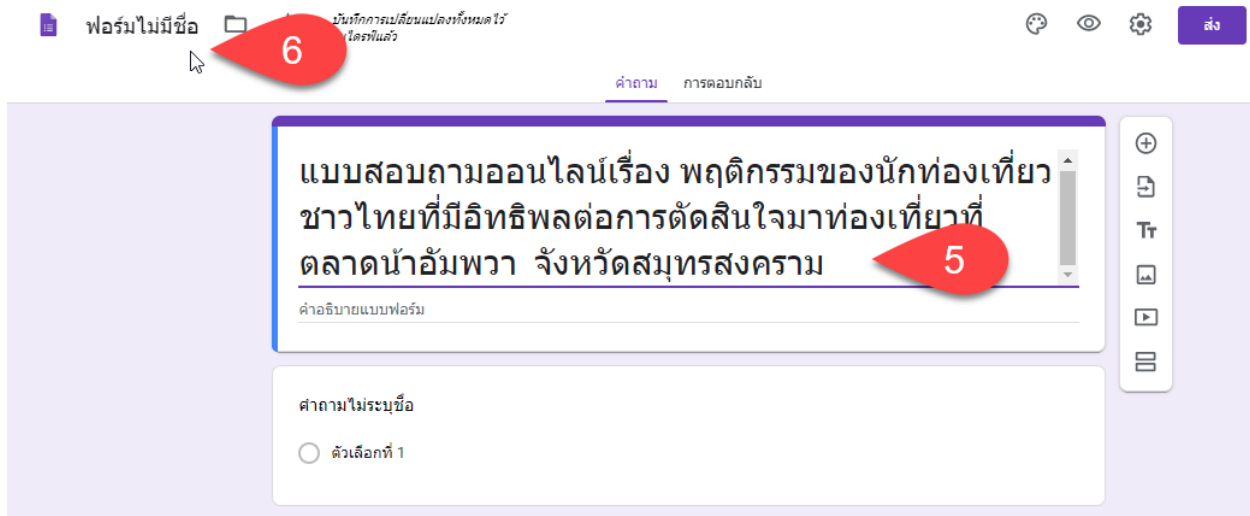 ฟอร์มไม่มีชื่อ
บันทึกการเปลี่ยนแปลงทั้งหมดไว้
ไดรฟ์แล้ว
6
ส่ง
คำถาม การตอบกลับ
แบบสอบถามออนไลน์เรื่อง พฤติกรรมของนักท่องเที่ยว
ชาวไทยที่มีอิทธิพลต่อการตัดสินใจมาท่องเที่ยวที่
ตลาดน้ำอัมพวา จังหวัดสมุทรสงคราม
5
คำอธิบายแบบฟอร์ม
Tт
คำถามไม่ระบุชื่อ
ตัวเลือกที่ 1